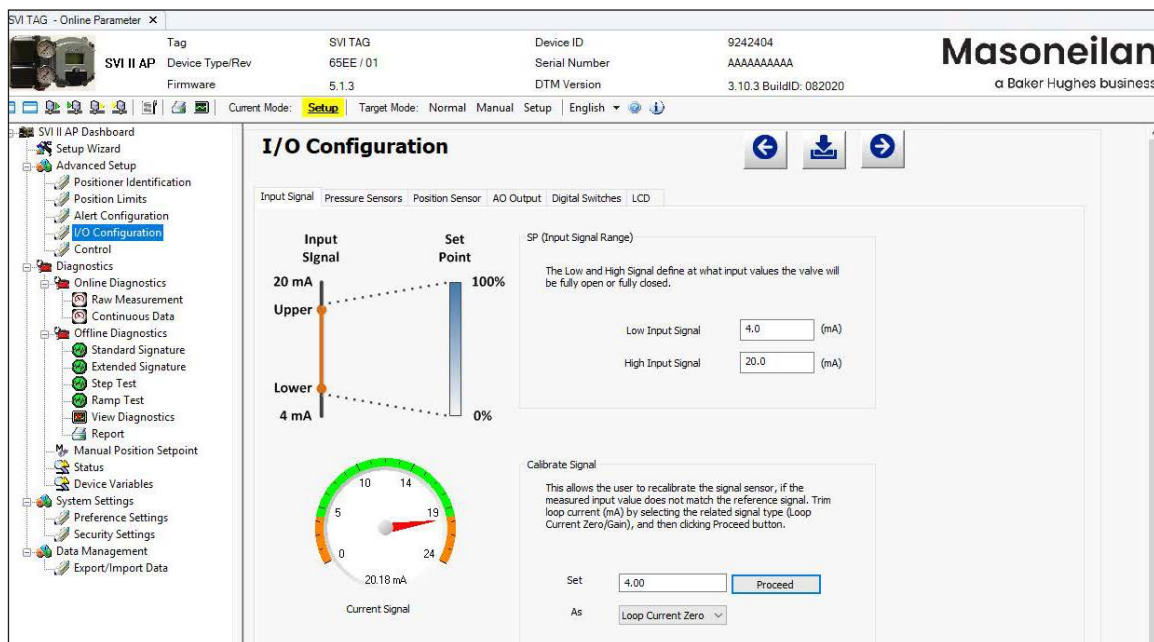 SVI TAG - Online Parameter ×
SVI II AP
Tag SVI TAG Device ID 9242404
Device Type/Rev 65EE / 01 Serial Number AAAAAAAAAA
Firmware 5.1.3 DTM Version 3.10.3 BuildID: 082020
Masoneilan
a Baker Hughes business
Current Mode: Setup Target Mode: Normal Manual Setup English
SVI II AP Dashboard
Setup Wizard
Advanced Setup
Positioner Identification
Position Limits
Alert Configuration
I/O Configuration
Control
Diagnostics
Online Diagnostics
Raw Measurement
Continuous Data
Offline Diagnostics
Standard Signature
Extended Signature
Step Test
Ramp Test
View Diagnostics
Report
Manual Position Setpoint
Status
Device Variables
System Settings
Preference Settings
Security Settings
Data Management
Export/Import Data
I/O Configuration
Input Signal Pressure Sensors Position Sensor AO Output Digital Switches LCD
Input Set
SIgnal Point
20 mA 100%
Upper
Lower
4 mA 0%
SP (Input Signal Range)
The Low and High Signal define at what input values the valve will
be fully open or fully closed.
Low Input Signal 4.0 (mA)
High Input Signal 20.0 (mA)
0
5
10
14
19
24
20.18 mA
Current Signal
Calibrate Signal
This allows the user to recalibrate the signal sensor, if the
measured input value does not match the reference signal. Trim
loop current (mA) by selecting the related signal type (Loop
Current Zero/Gain), and then clicking Proceed button.
Set 4.00 Proceed
As Loop Current Zero